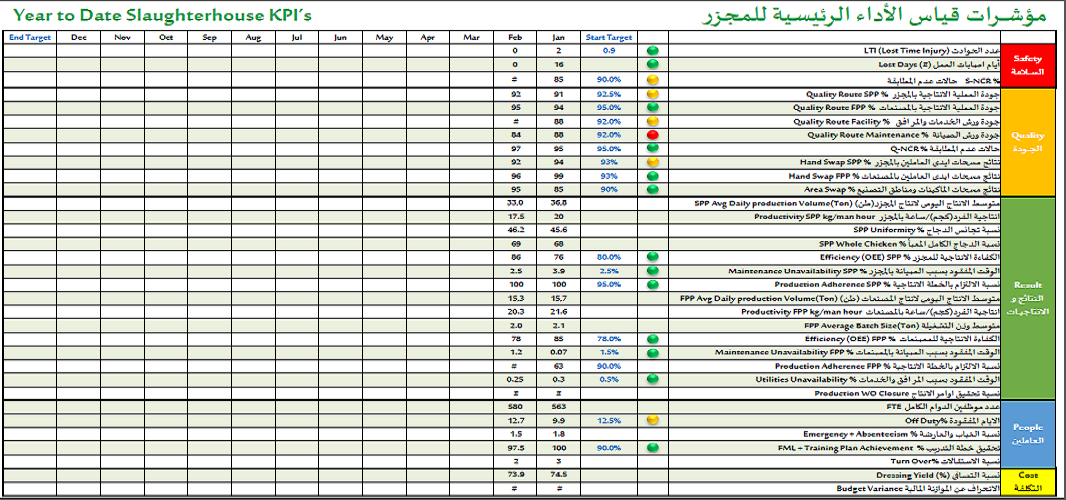 Year to Date Slaughterhouse KPI's مؤشرات قياس الأداء الرئيسية للمجزر
End Target Dec Nov Oct Sep Aug Jul Jun May Apr Mar Feb Jan Start Target
Safety السلامة
0 2 0.9 LTI (Lost Time Injury) عدد الحوادث
0 16 Lost Days (#) أيام اصابات العمل
# 85 90.0% S-NCR % حالات عدم المطابقة
Quality الجودة
92 91 92.5% Quality Route SPP % جودة العملية الانتاجية بالمجزر
95 94 95.0% Quality Route FPP % جودة العملية الانتاجية بالمصنعات
# 88 92.0% Quality Route Facility % جودة ورش الخدمات والمرافق
84 88 92.0% Quality Route Maintenance % جودة ورش الصيانة
97 95 95.0% Q-NCR % حالات عدم المطابقة
92 94 93% Hand Swap SPP % نتائج مسحات ايدى العاملين بالمجزر
96 99 93% Hand Swap FPP % نتائج مسحات ايدى العاملين بالمصنعات
95 85 90% Area Swap % نتائج مسحات الماكينات ومناطق التصنيع
Result النتائج و الانتاجيات
33.0 36.8 SPP Avg Daily production Volume(Ton) متوسط الانتاج اليومى لانتاج المجزر(طن)
17.5 20 Productivity SPP kg/man hour انتاجية الفرد(كجم)/ساعة بالمجزر
46.2 45.6 SPP Uniformity % نسبة تجانس الدجاج
69 68 SPP Whole Chicken % نسبة الدجاج الكامل المعبأ
86 76 80.0% Efficiency (OEE) SPP % الكفاءة الانتاجية للمجزر
2.5 3.9 2.5% Maintenance Unavailability SPP % الوقت المفقود بسبب الصيانة بالمجزر
100 100 95.0% Production Adherence SPP % نسبة الالتزام بالخطة الانتاجية
15.3 15.7 FPP Avg Daily production Volume(Ton) متوسط الانتاج اليومى لانتاج المصنعات (طن)
20.3 21.6 Productivity FPP kg/man hour انتاجية الفرد(كجم)/ساعة بالمصنعات
2.0 2.1 FPP Average Batch Size(Ton) متوسط وزن التشغيلة
78 85 78.0% Efficiency (OEE) FPP % الكفاءة الانتاجية للمصنعات
1.2 0.07 1.5% Maintenance Unavailability FPP % الوقت المفقود بسبب الصيانة بالمصنعات
# 63 90.0% Production Adherence FPP % نسبة الالتزام بالخطة الانتاجية
0.25 0.3 0.5% Utilities Unavailability % الوقت المفقود بسبب المرافق والخدمات
# # Production WO Closure نسبة تحقيق اوامر الانتاج
People العاملين
580 563 FTE عدد موظفين الدوام الكامل
12.7 9.9 12.5% Off Duty% الايام المفقودة
1.5 1.8 Emergency + Absenteeism % نسبة الغياب والعارضة
97.5 100 90.0% FML + Training Plan Achievement % تحقيق خطة التدريب
2 3 Turn Over% نسبة الاستقالات
Cost التكلفة
73.9 74.5 Dressing Yield (%) نسبة التصافى
# # Budget Variance الانحراف عن الموازنة المالية